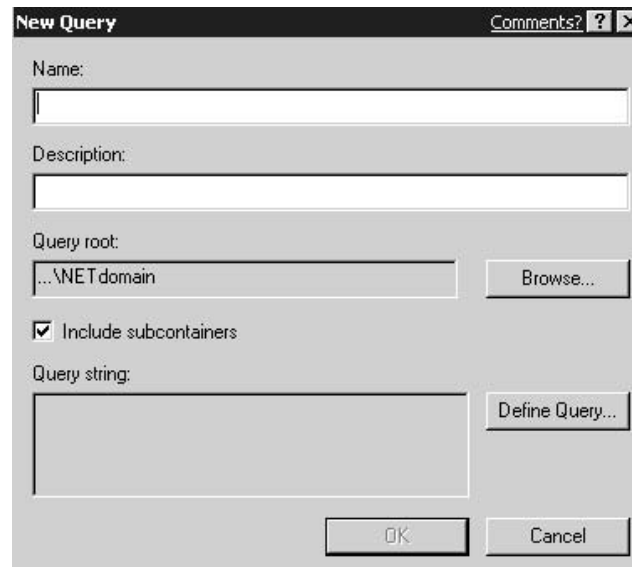 New Query Comments? ? X
Name:
Description:
Query root:
...\NETdomain Browse...
Include subcontainers
Query string:
Define Query...
OK Cancel